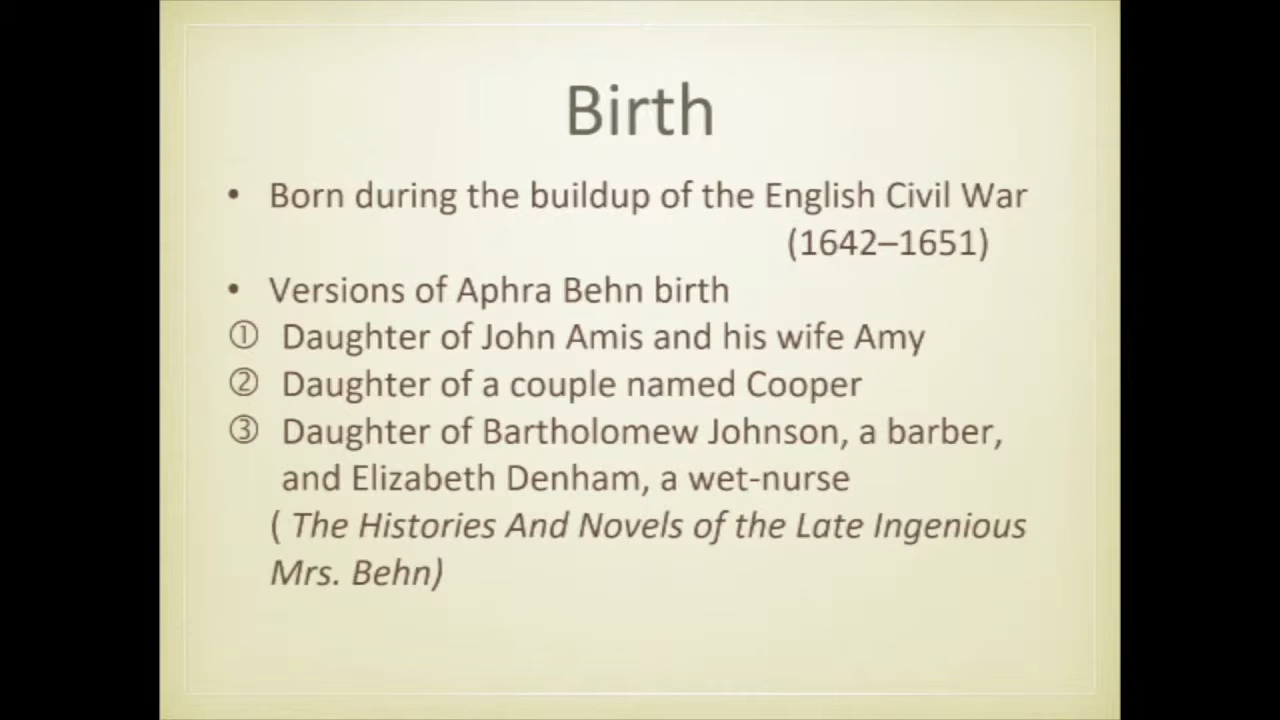 Birth
• Born during the buildup of the English Civil War
(1642–1651)
• Versions of Aphra Behn birth
① Daughter of John Amis and his wife Amy
② Daughter of a couple named Cooper
③ Daughter of Bartholomew Johnson, a barber,
and Elizabeth Denham, a wet-nurse
( The Histories And Novels of the Late Ingenious
Mrs. Behn)